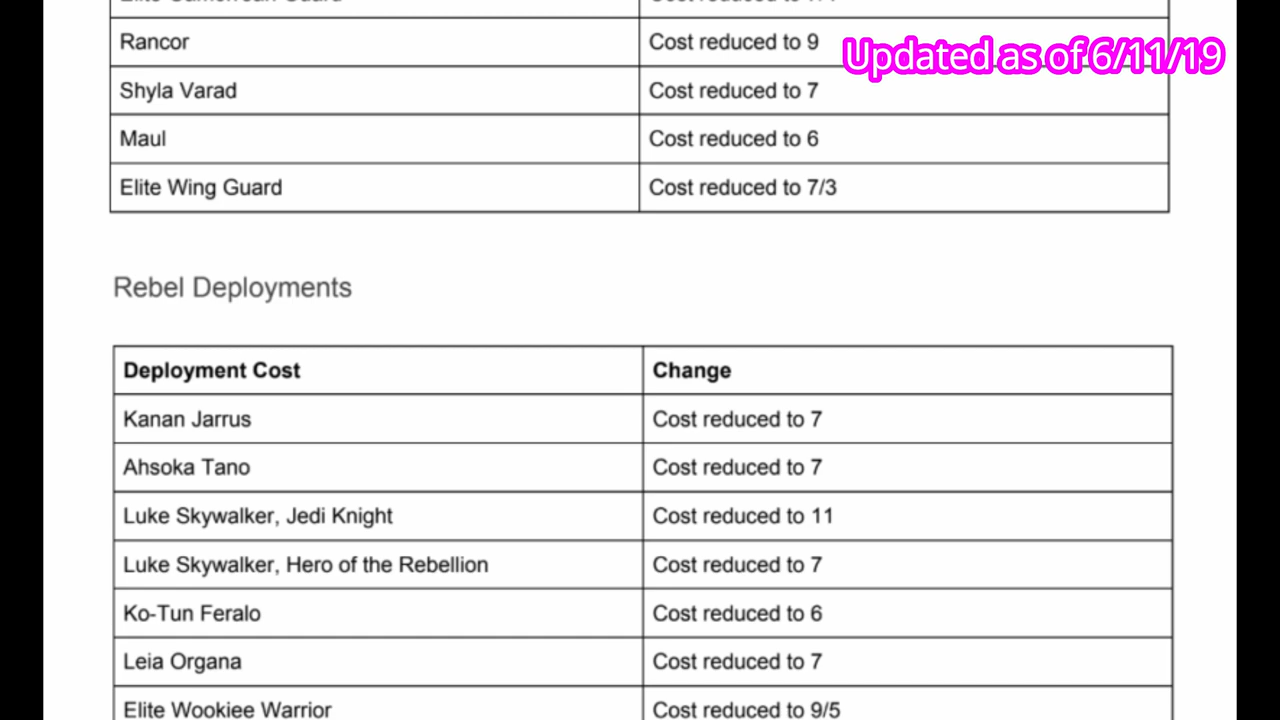 Rancor Cost reduced to 9
Updated as of 6/11/19
Shyla Varad Cost reduced to 7
Maul Cost reduced to 6
Elite Wing Guard Cost reduced to 7/3
Rebel Deployments
Deployment Cost Change
Kanan Jarrus Cost reduced to 7
Ahsoka Tano Cost reduced to 7
Luke Skywalker, Jedi Knight Cost reduced to 11
Luke Skywalker, Hero of the Rebellion Cost reduced to 7
Ko-Tun Feralo Cost reduced to 6
Leia Organa Cost reduced to 7
Elite Wookiee Warrior Cost reduced to 9/5